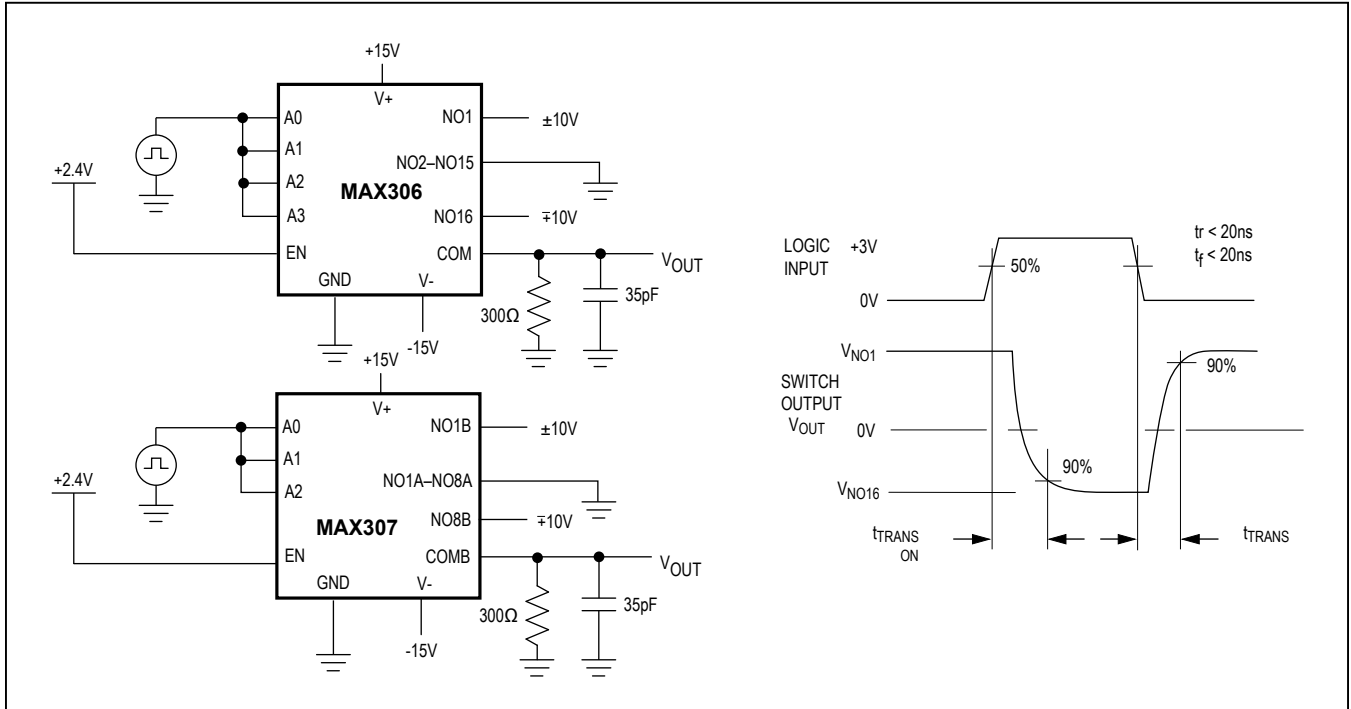 +15V
V+
A0
NO1
±10V
A1
NO2–NO15
+2.4V
A2
MAX306
A3
NO16
∓10V
EN
COM
VOUT
GND
V-
300Ω
35pF
-15V
+15V
V+
A0
NO1B
±10V
A1
NO1A–NO8A
+2.4V
A2
NO8B
∓10V
MAX307
EN
COMB
VOUT
GND
V-
300Ω
35pF
-15V
LOGIC INPUT
+3V
50%
0V
tr < 20ns
tf < 20ns
VNO1
90%
SWITCH OUTPUT VOUT
0V
90%
VNO16
tTRANS ON
tTRANS